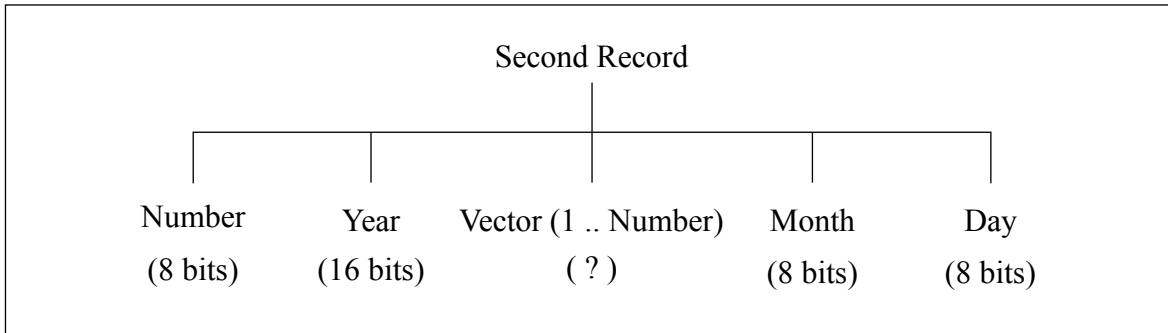 Second Record
Number Year Vector (1 .. Number) Month Day
(8 bits) (16 bits) ( ? ) (8 bits) (8 bits)